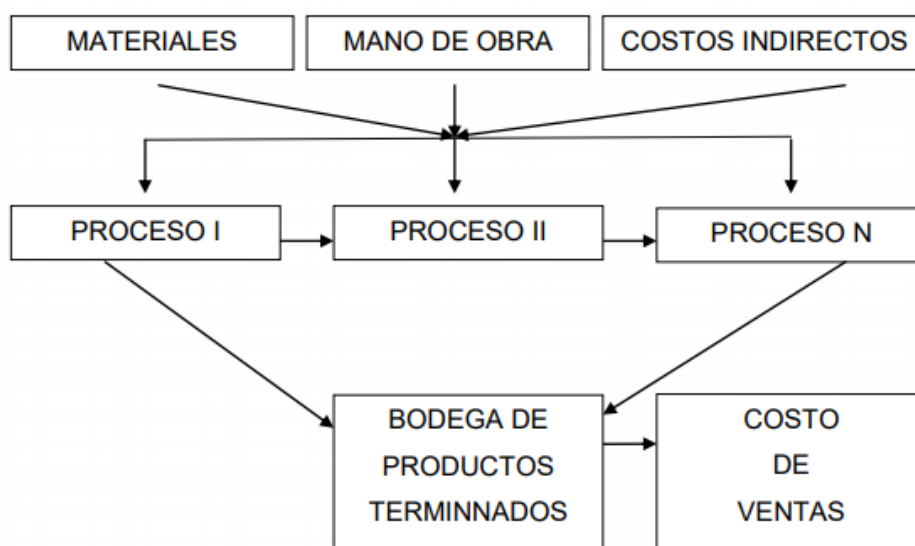 MATERIALES
MANO DE OBRA
COSTOS INDIRECTOS
PROCESO I
PROCESO II
PROCESO N
BODEGA DE
PRODUCTOS
TERMINNADOS
COSTO
DE
VENTAS